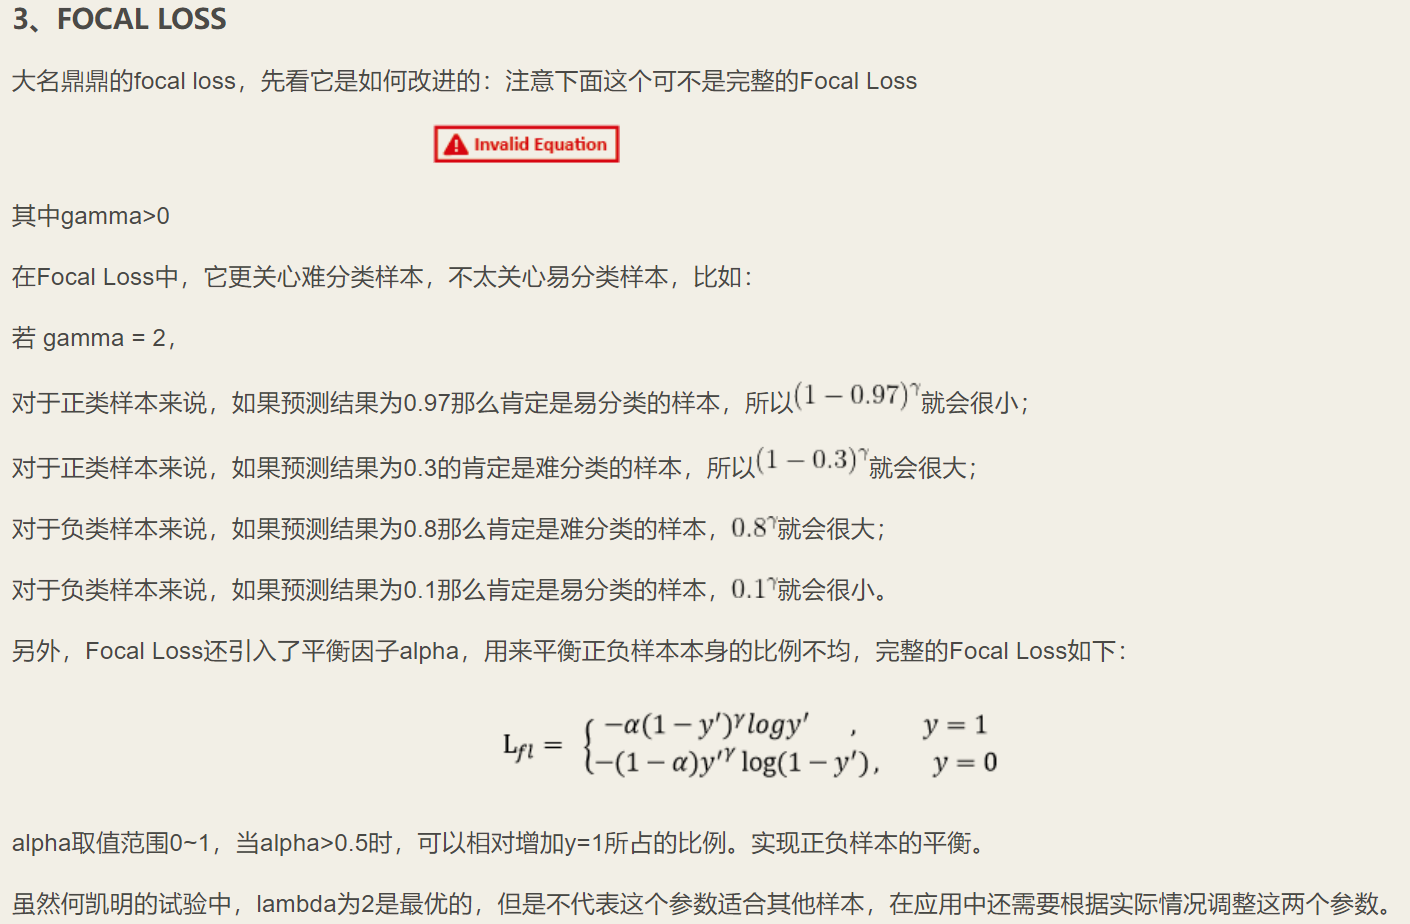 3、FOCAL LOSS
大名鼎鼎的focal loss，先看它是如何改进的：注意下面这个可不是完整的Focal Loss
Invalid Equation
其中gamma>0
在Focal Loss中，它更关心难分类样本，不太关心易分类样本，比如：
若 gamma = 2，
对于正类样本来说，如果预测结果为0.97那么肯定是易分类的样本，所以(1 − 0.97)^γ就会很小；
对于正类样本来说，如果预测结果为0.3的肯定是难分类的样本，所以(1 − 0.3)^γ就会很大；
对于负类样本来说，如果预测结果为0.8那么肯定是难分类的样本，0.8^γ就会很大；
对于负类样本来说，如果预测结果为0.1那么肯定是易分类的样本，0.1^γ就会很小。
另外，Focal Loss还引入了平衡因子alpha，用来平衡正负样本本身的比例不均，完整的Focal Loss如下：
L_fl = { −α(1 − y′)^γ logy′ , y = 1
−(1 − α)y′^γ log(1 − y′), y = 0
alpha取值范围0~1，当alpha>0.5时，可以相对增加y=1所占的比例。实现正负样本的平衡。
虽然何凯明的试验中，lambda为2是最优的，但是不代表这个参数适合其他样本，在应用中还需要根据实际情况调整这两个参数。